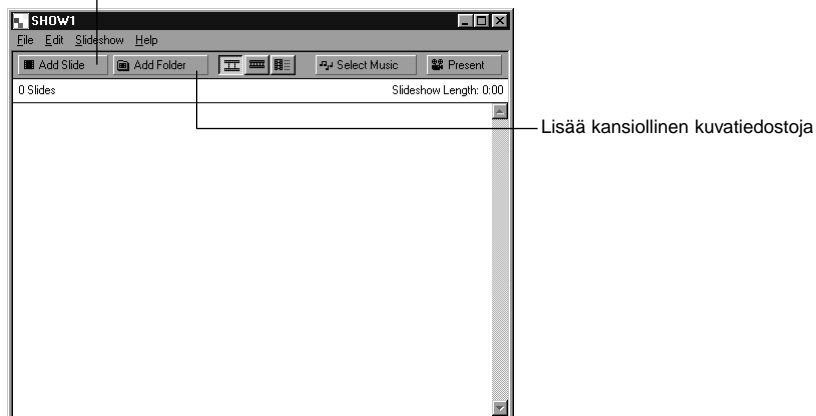 SHOW1
File Edit Slideshow Help
Add Slide Add Folder Select Music Present
0 Slides Slideshow Length: 0:00
Lisää kansiollinen kuvatiedostoja